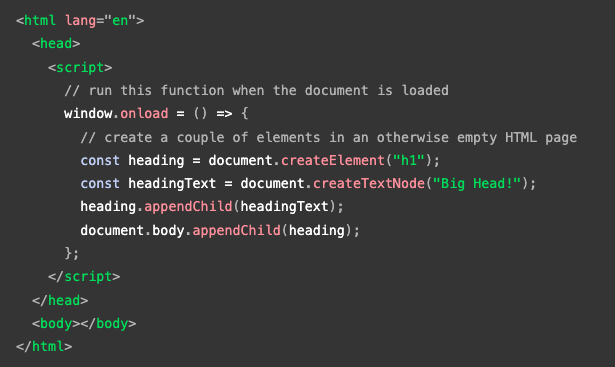 <html lang="en">
  <head>
    <script>
      // run this function when the document is loaded
      window.onload = () => {
        // create a couple of elements in an otherwise empty HTML page
        const heading = document.createElement("h1");
        const headingText = document.createTextNode("Big Head!");
        heading.appendChild(headingText);
        document.body.appendChild(heading);
      };
    </script>
  </head>
  <body></body>
</html>